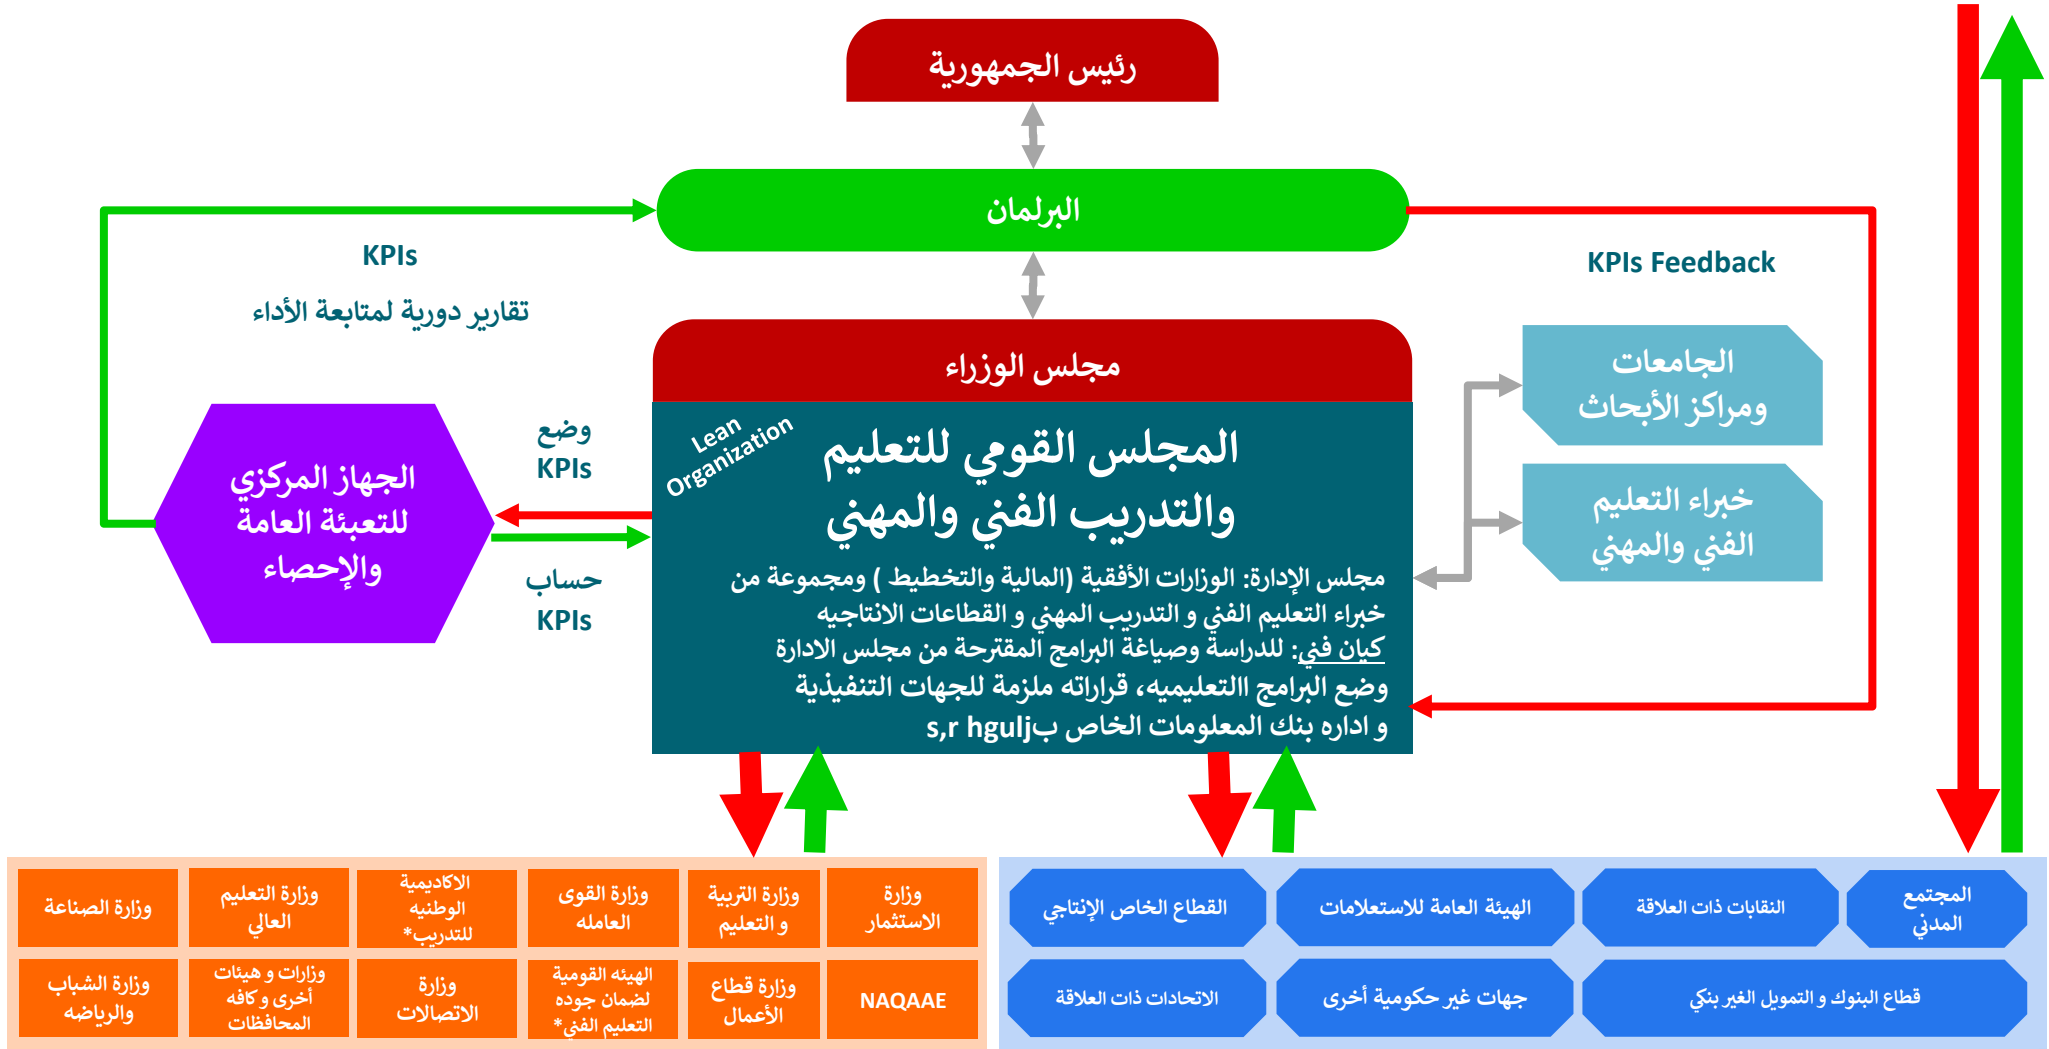 رئيس الجمهورية
البرلمان
KPIs
تقارير دورية لمتابعة الأداء
KPIs Feedback
مجلس الوزراء
Lean
Organization
المجلس القومي للتعليم
والتدريب الفني والمهني
مجلس الإدارة: الوزارات الأفقية (المالية والتخطيط ) ومجموعة من
خبراء التعليم الفني و التدريب المهني و القطاعات الانتاجيه
كيان فني: للدراسة وصياغة البرامج المقترحة من مجلس الادارة
وضع البرامج االتعليميه، قراراته ملزمة للجهات التنفيذية
و اداره بنك المعلومات الخاص بs,r hgulj
الجامعات
ومراكز الأبحاث
خبراء التعليم
الفني والمهني
وضع
KPIs
حساب
KPIs
الجهاز المركزي
للتعبئة العامة
والإحصاء
المجتمع
المدني
النقابات ذات العلاقة
الهيئة العامة للاستعلامات
القطاع الخاص الإنتاجي
قطاع البنوك و التمويل الغير بنكي
جهات غير حكومية أخرى
الاتحادات ذات العلاقة
وزارة
الاستثمار
وزارة التربية
و التعليم
وزارة القوى
العامله
الاكاديمية
الوطنيه
للتدريب*
وزارة التعليم
العالي
وزارة الصناعة
NAQAAE
وزارة قطاع
الأعمال
الهيئه القومية
لضمان جوده
التعليم الفني*
وزارة
الاتصالات
وزارات و هيئات
أخرى و كافه
المحافظات
وزارة الشباب
والرياضه